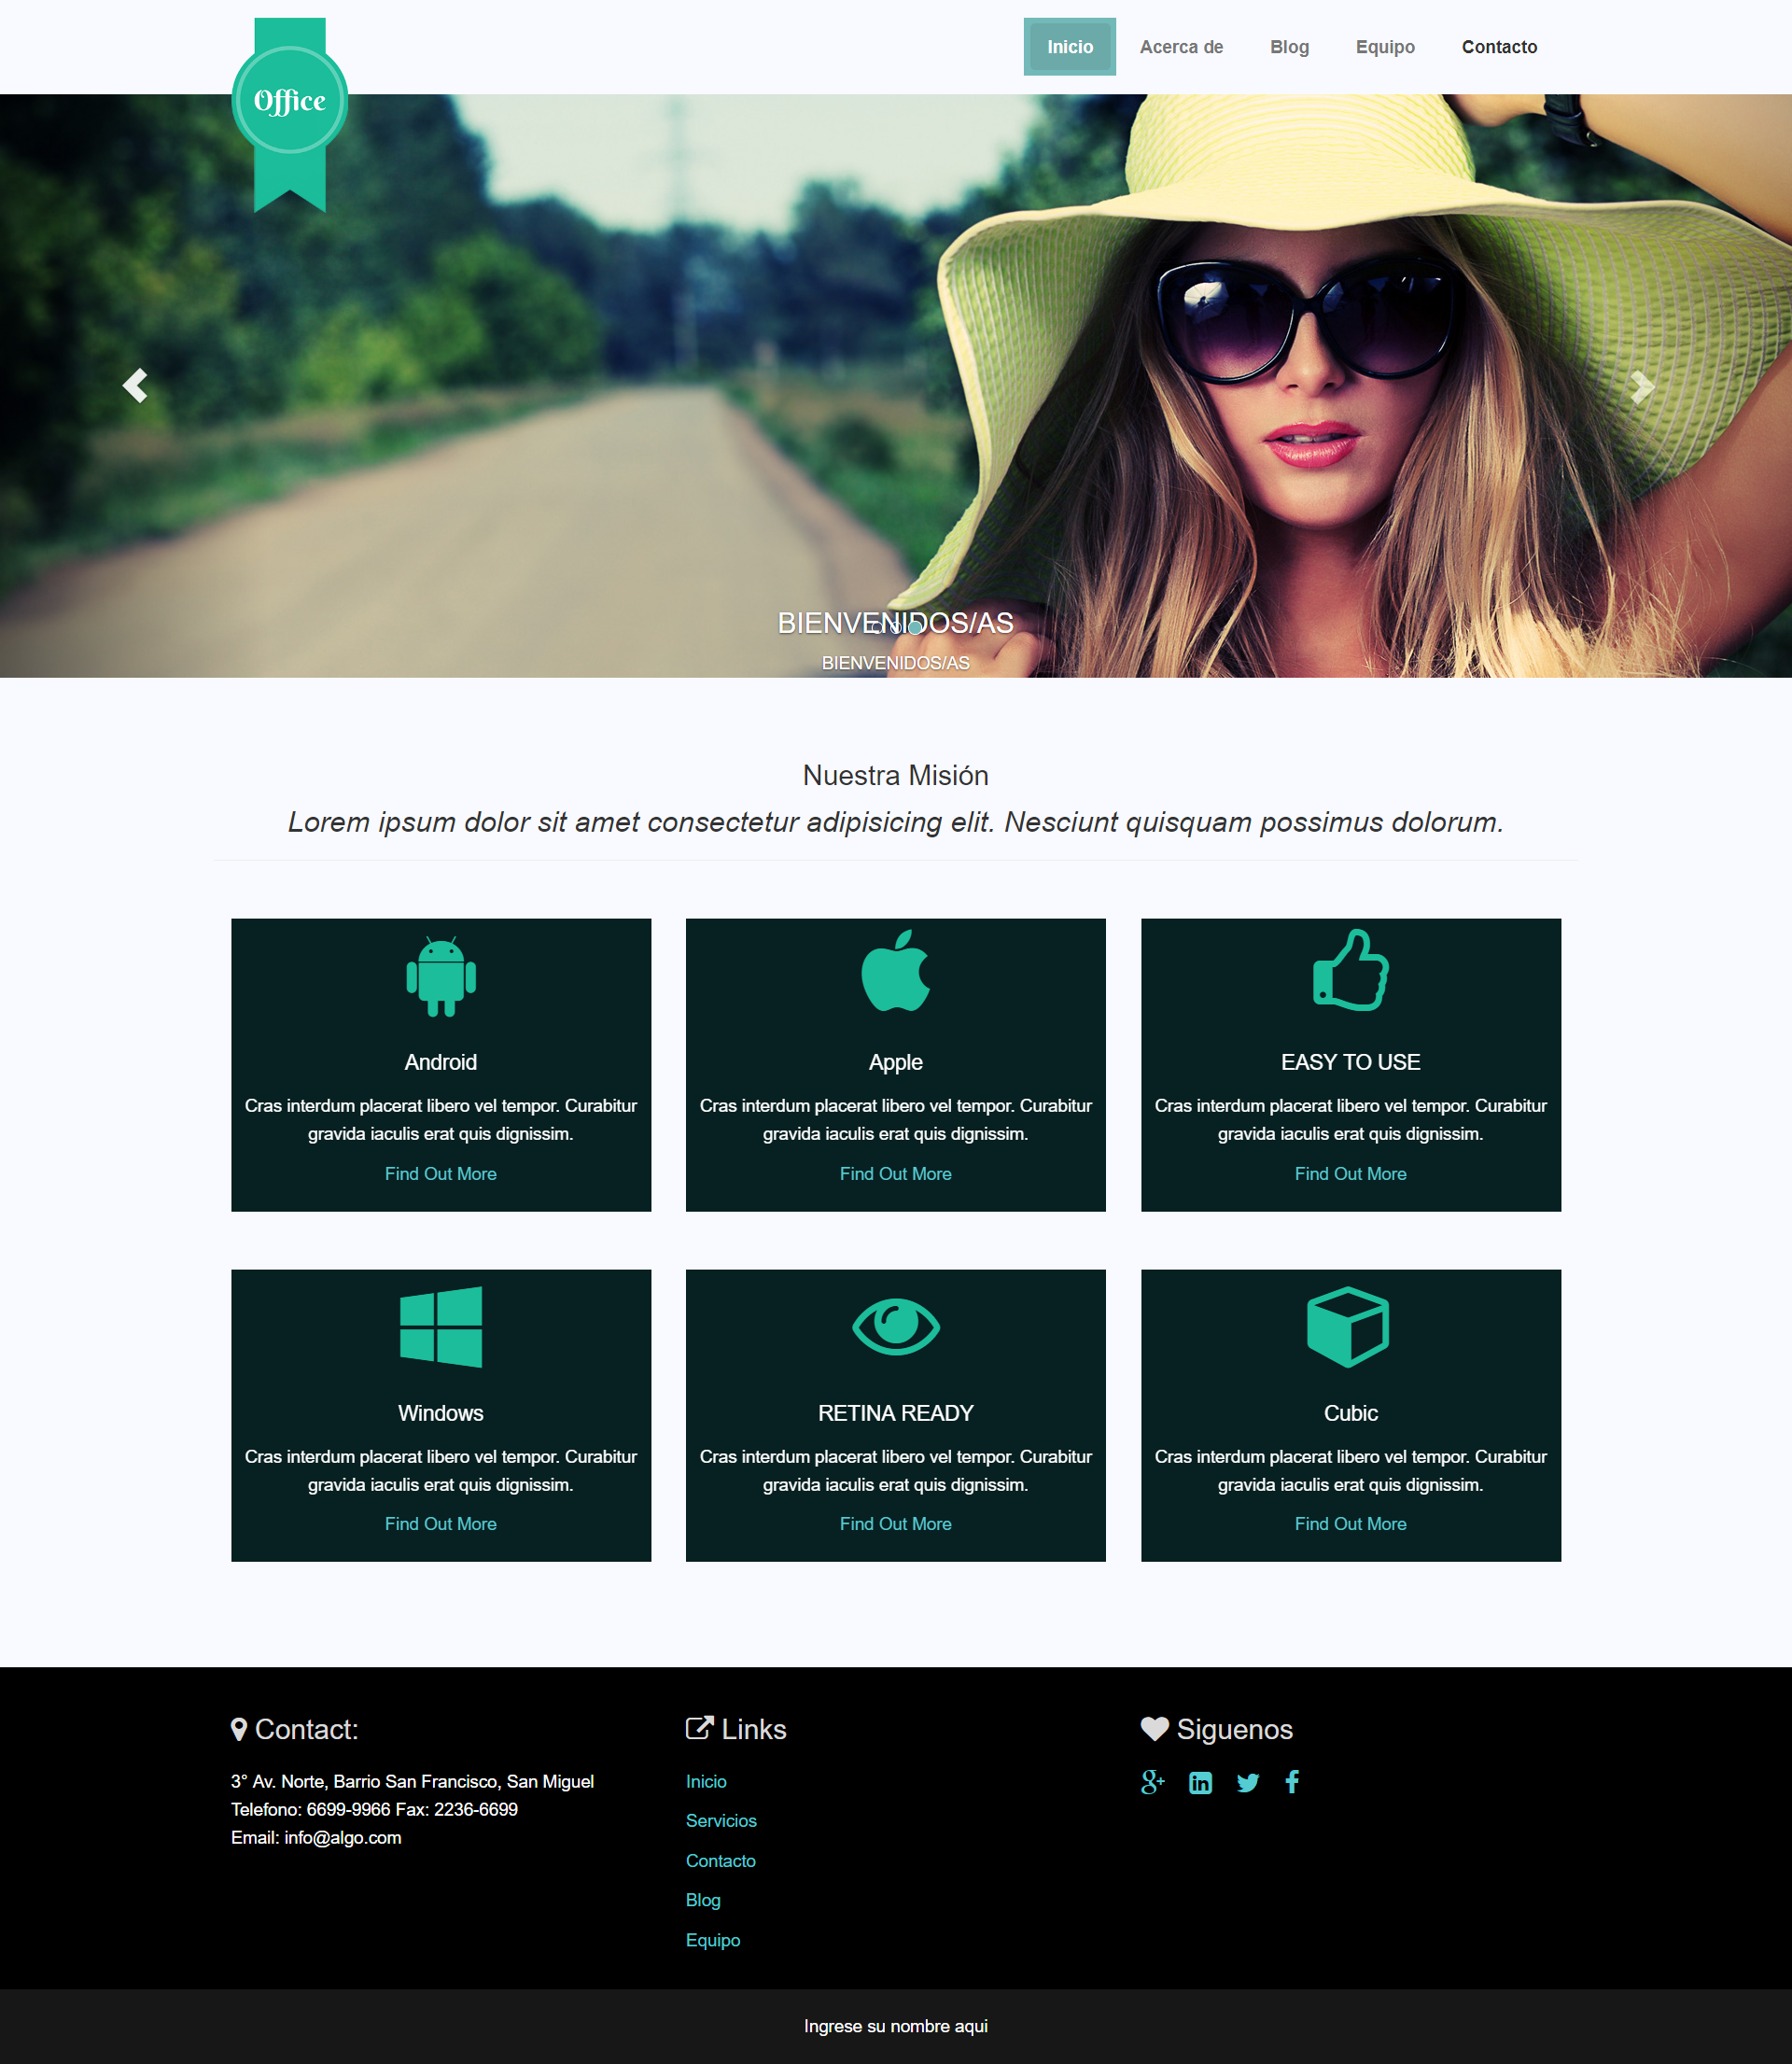 Office
Inicio
Acerca de
Blog
Equipo
Contacto
BIENVENIDOS/AS
BIENVENIDOS/AS
Nuestra Misión
Lorem ipsum dolor sit amet consectetur adipisicing elit. Nesciunt quisquam possimus dolorum.
Android
Cras interdum placerat libero vel tempor. Curabitur
gravida iaculis erat quis dignissim.
Find Out More
Apple
Cras interdum placerat libero vel tempor. Curabitur
gravida iaculis erat quis dignissim.
Find Out More
EASY TO USE
Cras interdum placerat libero vel tempor. Curabitur
gravida iaculis erat quis dignissim.
Find Out More
Windows
Cras interdum placerat libero vel tempor. Curabitur
gravida iaculis erat quis dignissim.
Find Out More
RETINA READY
Cras interdum placerat libero vel tempor. Curabitur
gravida iaculis erat quis dignissim.
Find Out More
Cubic
Cras interdum placerat libero vel tempor. Curabitur
gravida iaculis erat quis dignissim.
Find Out More
Contact:
3° Av. Norte, Barrio San Francisco, San Miguel
Telefono: 6699-9966 Fax: 2236-6699
Email: info@algo.com
Links
Inicio
Servicios
Contacto
Blog
Equipo
Siguenos
Ingrese su nombre aqui